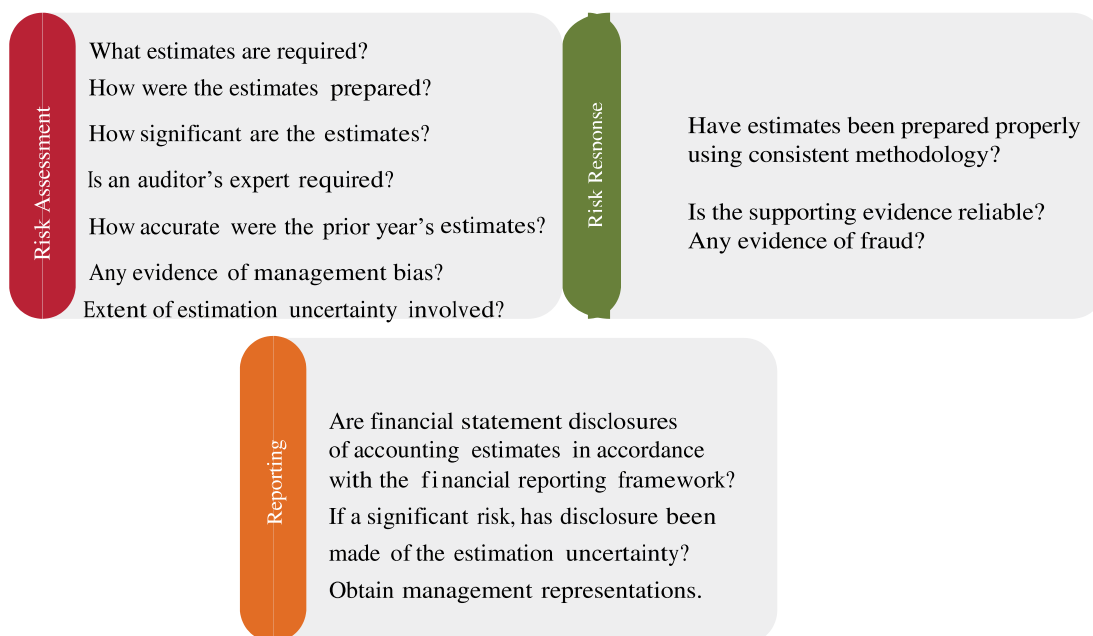 Risk Assessment
What estimates are required?
How were the estimates prepared?
How significant are the estimates?
Is an auditor's expert required?
How accurate were the prior year's estimates?
Any evidence of management bias?
Extent of estimation uncertainty involved?
Risk Response
Have estimates been prepared properly
using consistent methodology?
Is the supporting evidence reliable?
Any evidence of fraud?
Reporting
Are financial statement disclosures
of accounting estimates in accordance
with the financial reporting framework?
If a significant risk, has disclosure been
made of the estimation uncertainty?
Obtain management representations.